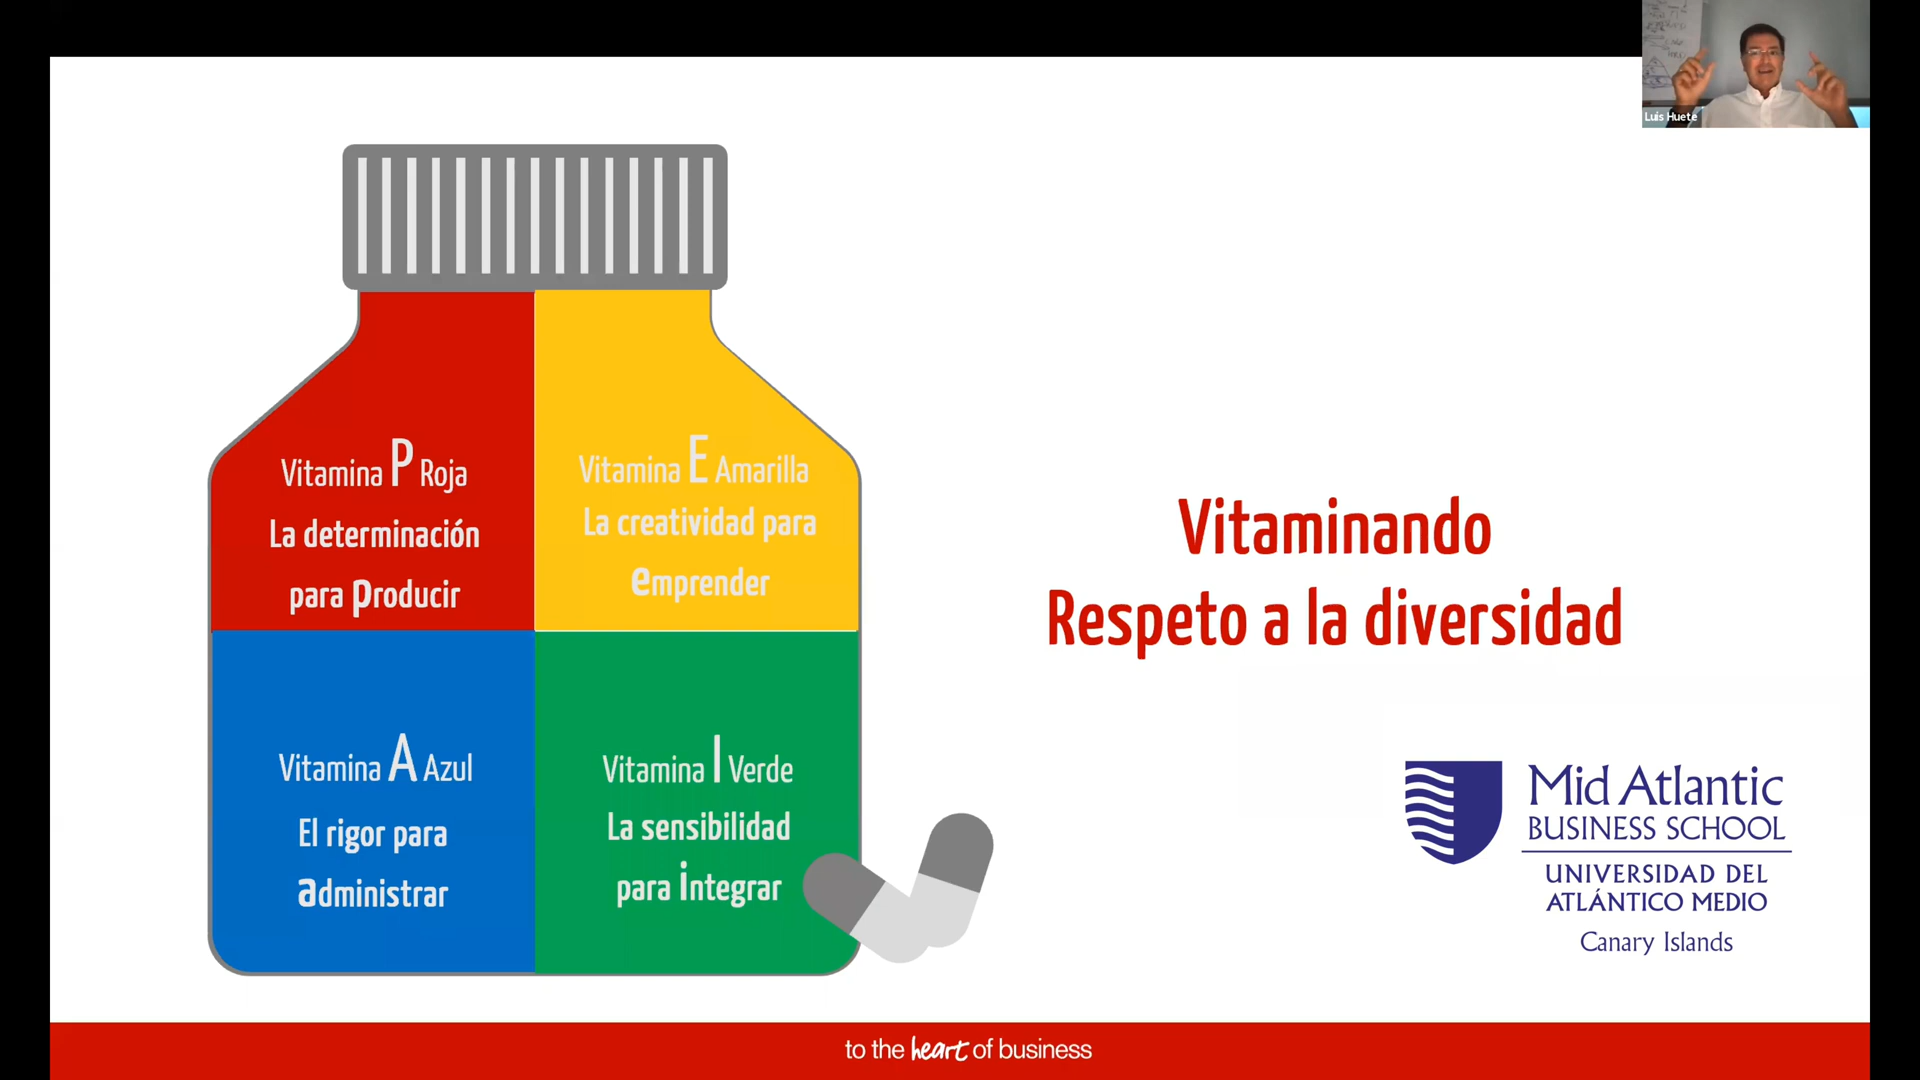 Luis Huete
Vitamina P Roja
La determinación
para producir
Vitamina E Amarilla
La creatividad para
emprender
Vitamina A Azul
El rigor para
administrar
Vitamina I Verde
La sensibilidad
para integrar
Vitaminando
Respeto a la diversidad
Mid Atlantic
BUSINESS SCHOOL
UNIVERSIDAD DEL
ATLÁNTICO MEDIO
Canary Islands
to the heart of business